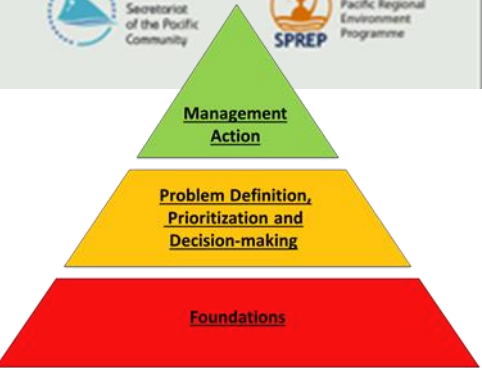 Secretariat
of the Pacific
Community
SPREP
Pacific Regional
Environment
Programme
Management
Action
Problem Definition,
Prioritization and
Decision-making
Foundations